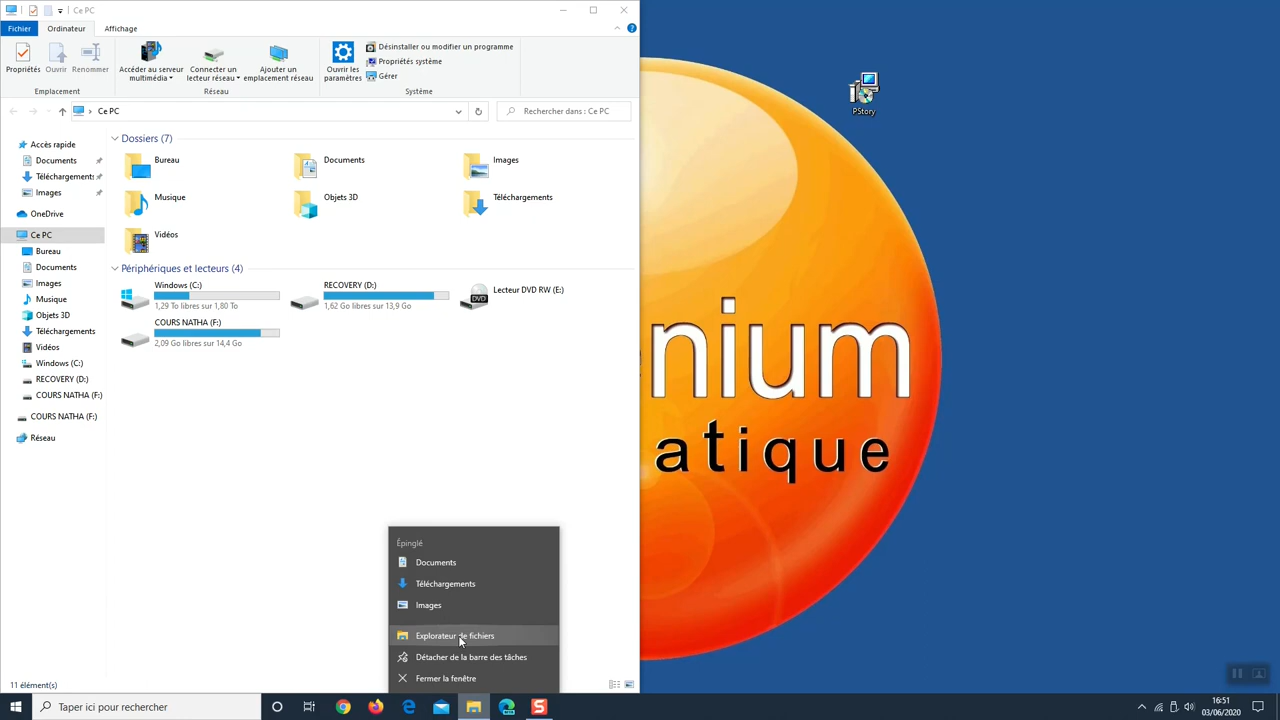 Ce PC
Fichier
Ordinateur
Affichage
Propriétés
Ouvrir
Renommer
Emplacement
Accéder au serveur
multimédia
Connecter un
lecteur réseau
Ajouter un
emplacement réseau
Réseau
Ouvrir les
paramètres
Désinstaller ou modifier un programme
Propriétés système
Gérer
Système
Ce PC
Rechercher dans : Ce PC
Accès rapide
Documents
Téléchargements
Images
OneDrive
Ce PC
Bureau
Documents
Images
Musique
Objets 3D
Téléchargements
Vidéos
Windows (C:)
RECOVERY (D:)
COURS NATHA (F:)
COURS NATHA (F:)
Réseau
Dossiers (7)
Bureau
Documents
Images
Musique
Objets 3D
Téléchargements
Vidéos
Périphériques et lecteurs (4)
Windows (C:)
1,29 To libres sur 1,80 To
RECOVERY (D:)
1,62 Go libres sur 13,9 Go
DVD
Lecteur DVD RW (E:)
COURS NATHA (F:)
2,09 Go libres sur 14,4 Go
PStory
enium
atique
Épinglé
Documents
Téléchargements
Images
Explorateur de fichiers
Détacher de la barre des tâches
Fermer la fenêtre
11 élément(s)
Taper ici pour rechercher
16:51
03/06/2020